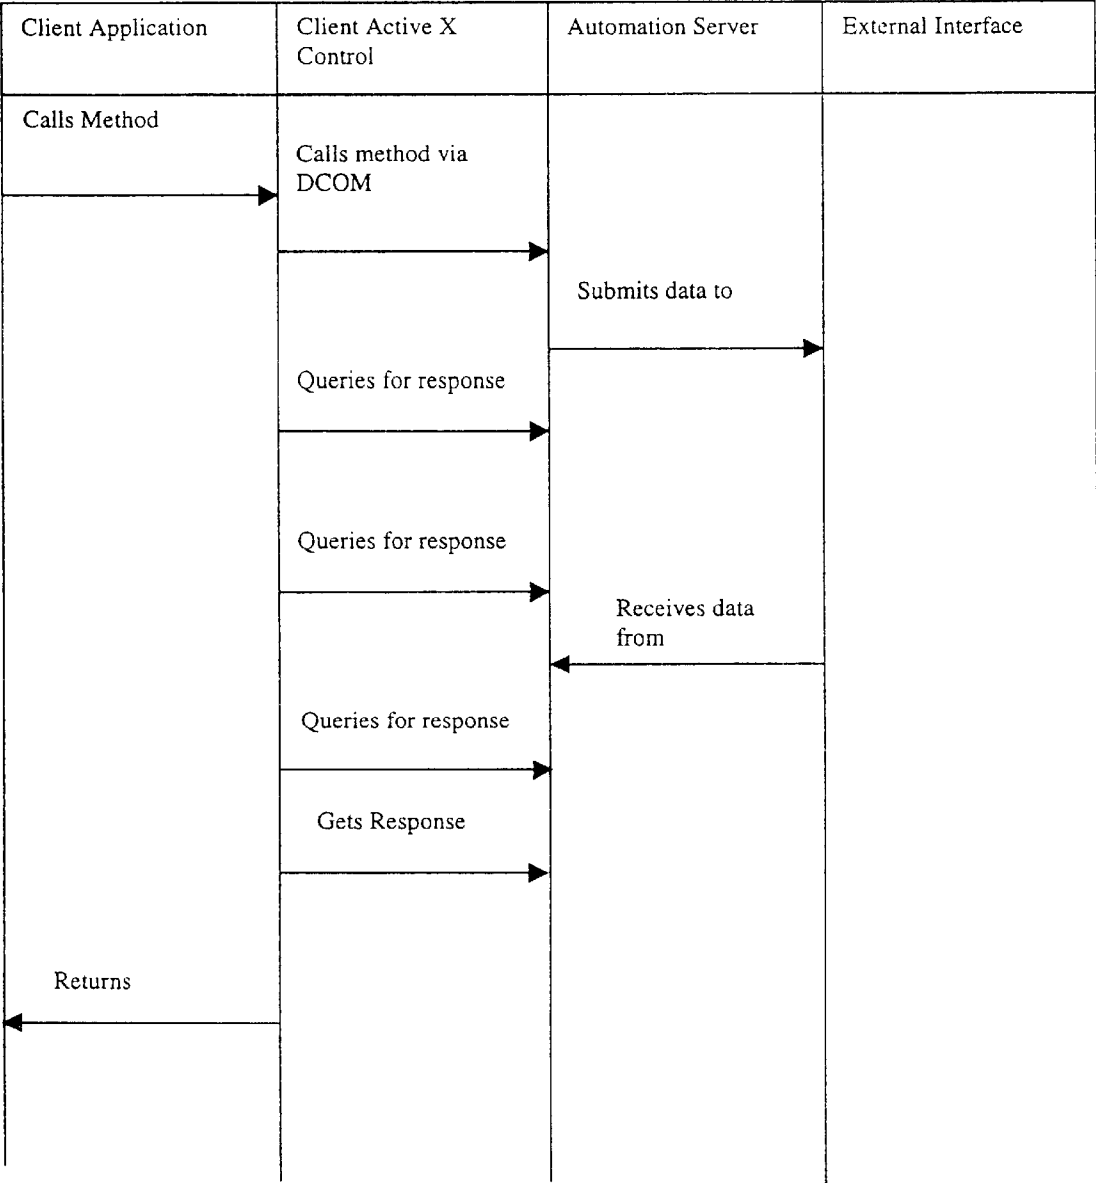 Client Application
Client Active X
Control
Automation Server
External Interface
Calls Method
Calls method via
DCOM
Submits data to
Queries for response
Queries for response
Receives data
from
Queries for response
Gets Response
Returns